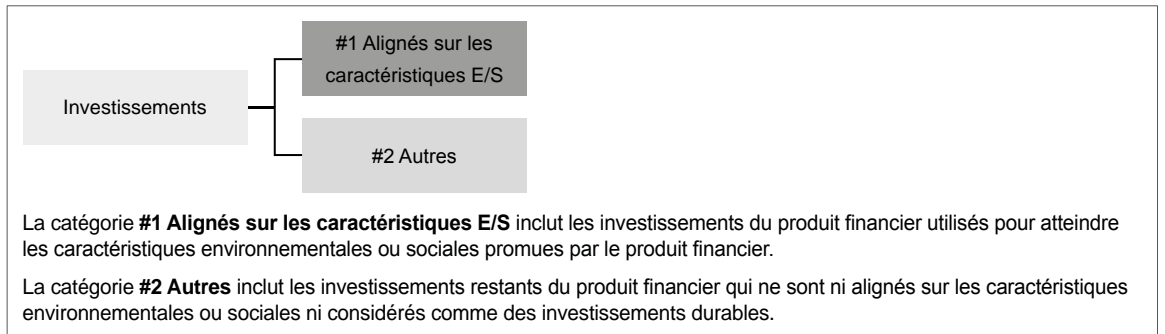 #1 Alignés sur les
caractéristiques E/S
Investissements
#2 Autres
La catégorie #1 Alignés sur les caractéristiques E/S inclut les investissements du produit financier utilisés pour atteindre
les caractéristiques environnementales ou sociales promues par le produit financier.
La catégorie #2 Autres inclut les investissements restants du produit financier qui ne sont ni alignés sur les caractéristiques
environnementales ou sociales ni considérés comme des investissements durables.